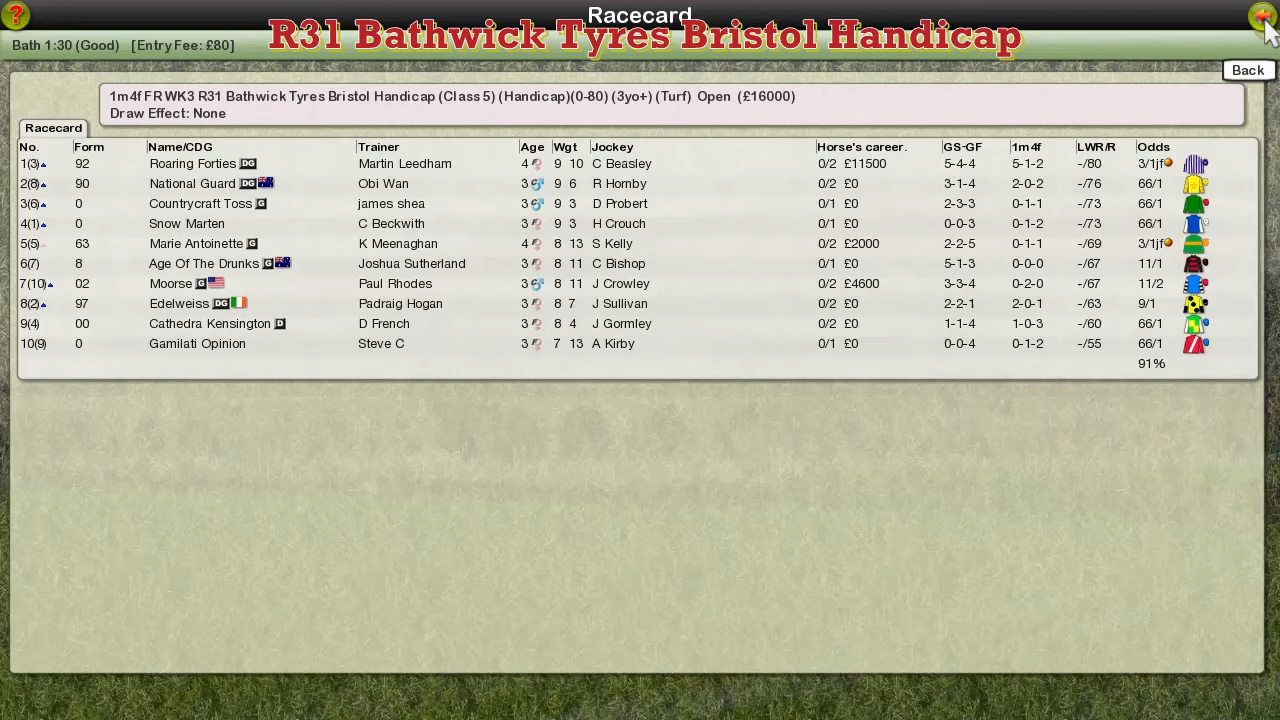 Racecard
R31 Bathwick Tyres Bristol Handicap
Bath 1:30 (Good) [Entry Fee: £80]
Back
1m4f FR WK3 R31 Bathwick Tyres Bristol Handicap (Class 5) (Handicap)(0-80) (3yo+) (Turf) Open (£16000)
Draw Effect: None
Racecard
No. Form Name/CDG Trainer Age Wgt Jockey Horse's career. GS-GF 1m4f LWR/R Odds
1(3) 92 Roaring Forties DG Martin Leedham 4 9 10 C Beasley 0/2 £11500 5-4-4 5-1-2 -/80 3/1jf
2(8) 90 National Guard DG Obi Wan 3 9 6 R Hornby 0/2 £0 3-1-4 2-0-2 -/76 66/1
3(6) 0 Countrycraft Toss G james shea 3 9 3 D Probert 0/1 £0 2-3-3 0-1-1 -/73 66/1
4(1) 0 Snow Marten C Beckwith 3 9 3 H Crouch 0/1 £0 0-0-3 0-1-2 -/73 66/1
5(5) 63 Marie Antoinette G K Meenaghan 4 8 13 S Kelly 0/2 £2000 2-2-5 0-1-1 -/69 3/1jf
6(7) 8 Age Of The Drunks G Joshua Sutherland 3 8 11 C Bishop 0/1 £0 5-1-3 0-0-0 -/67 11/1
7(10) 02 Moorse G Paul Rhodes 3 8 11 J Crowley 0/2 £4600 3-3-4 0-2-0 -/67 11/2
8(2) 97 Edelweiss DG Padraig Hogan 3 8 7 J Sullivan 0/2 £0 2-2-1 2-0-1 -/63 9/1
9(4) 00 Cathedra Kensington D D French 3 8 4 J Gormley 0/2 £0 1-1-4 1-0-3 -/60 66/1
10(9) 0 Gamilati Opinion Steve C 3 7 13 A Kirby 0/1 £0 0-0-4 0-1-2 -/55 66/1
91%